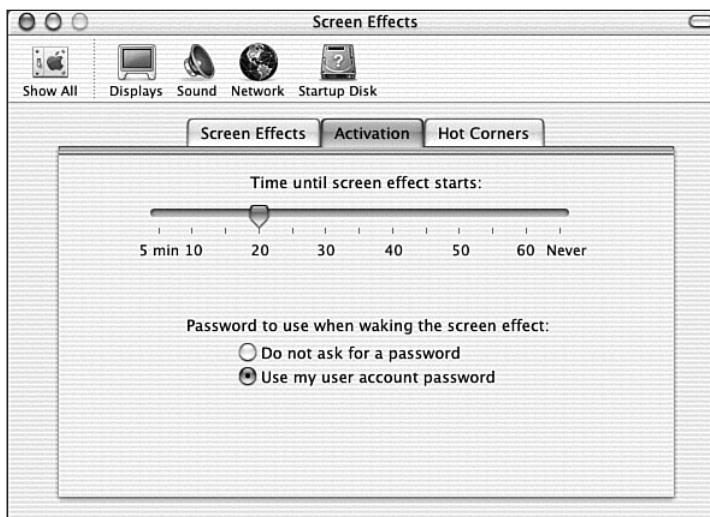 Screen Effects
Show All Displays Sound Network Startup Disk
Screen Effects Activation Hot Corners
Time until screen effect starts:
5 min 10 20 30 40 50 60 Never
Password to use when waking the screen effect:
Do not ask for a password
Use my user account password